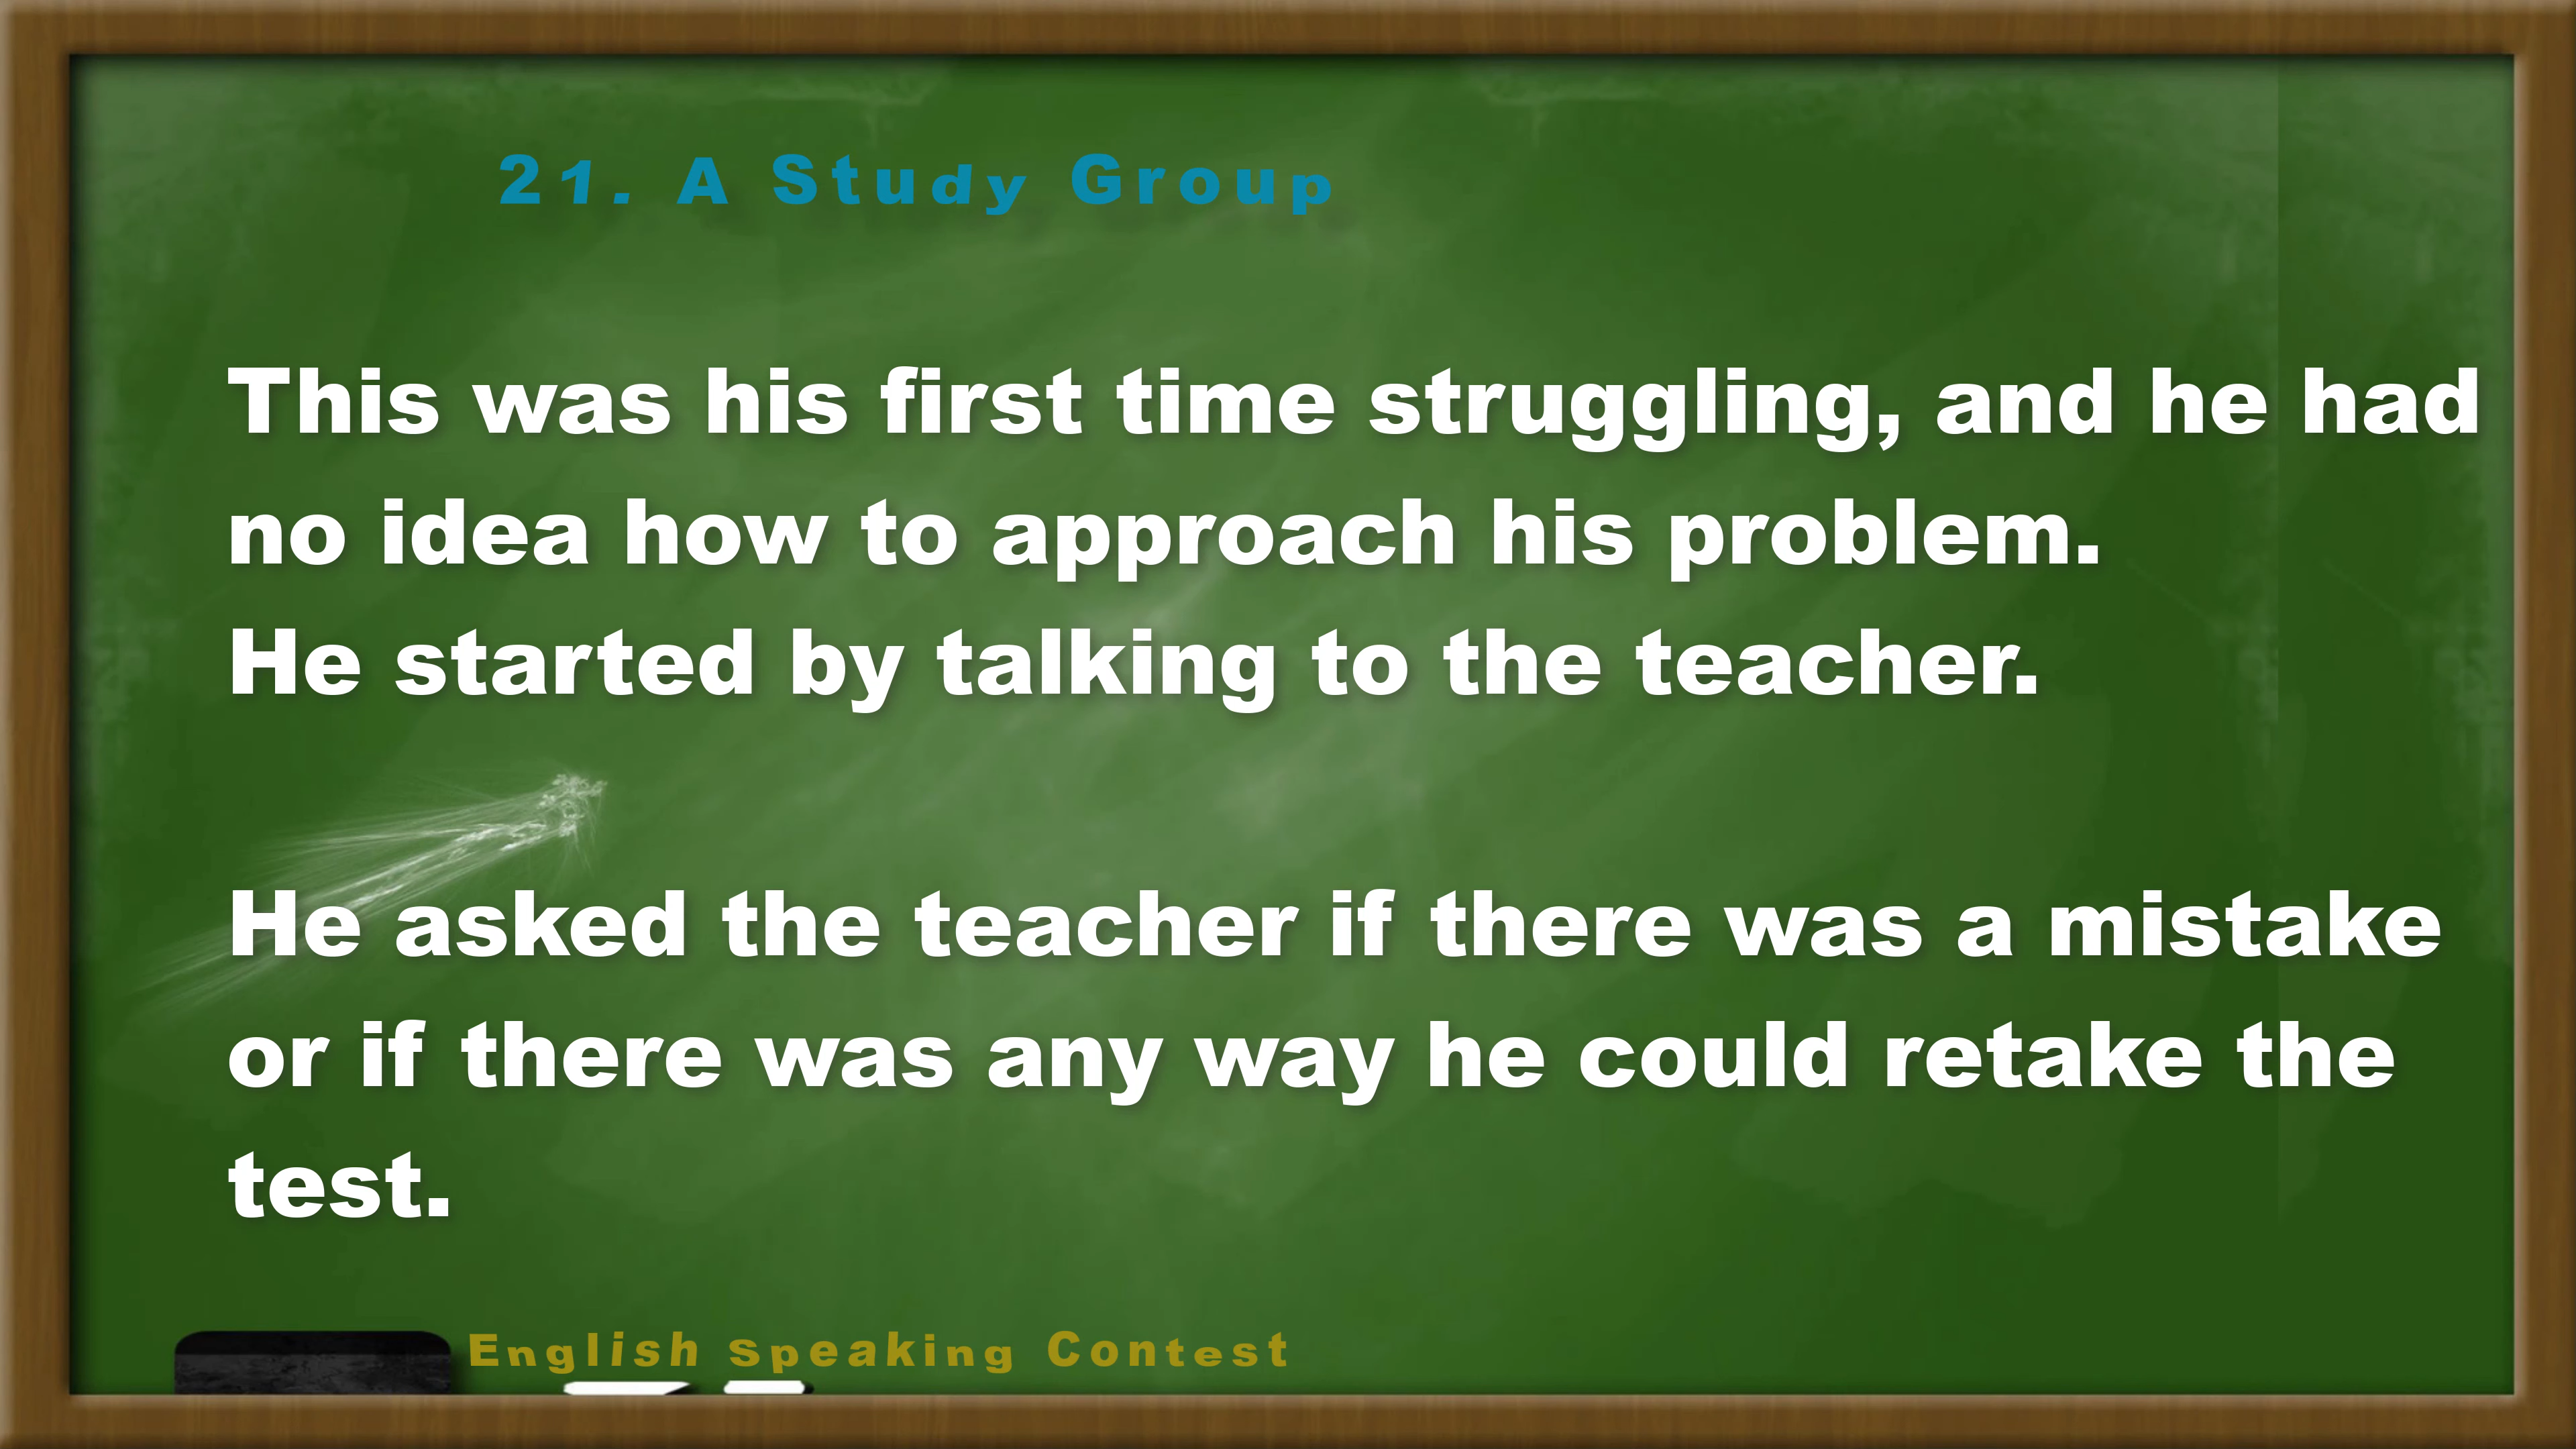 21. A Study Group
This was his first time struggling, and he had
no idea how to approach his problem.
He started by talking to the teacher.
He asked the teacher if there was a mistake
or if there was any way he could retake the
test.
English speaking Contest